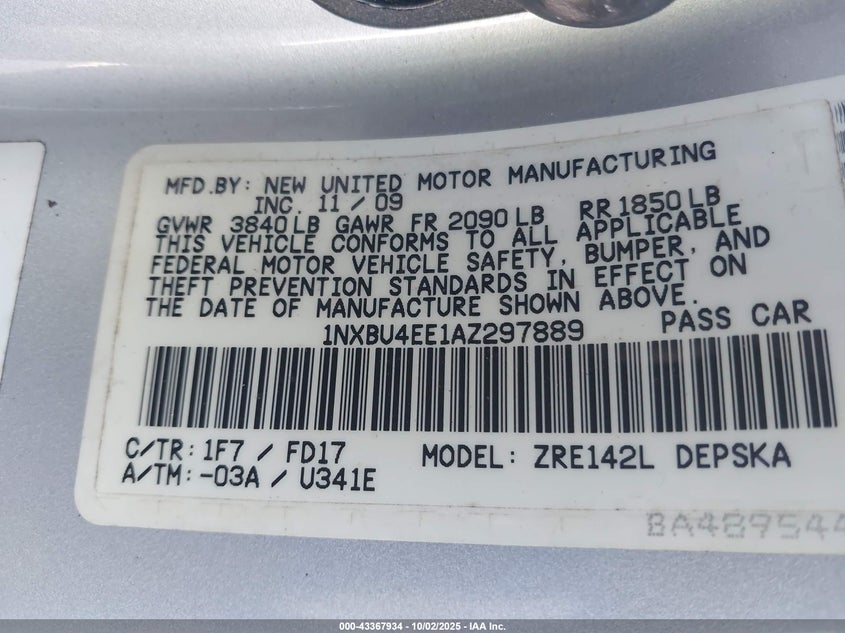 MFD.BY: NEW UNITED MOTOR MANUFACTURING
INC. 11 / 09
GVWR 3840 LB GAWR FR 2090 LB RR 1850 LB
THIS VEHICLE CONFORMS TO ALL APPLICABLE
FEDERAL MOTOR VEHICLE SAFETY, BUMPER, AND
THEFT PREVENTION STANDARDS IN EFFECT ON
THE DATE OF MANUFACTURE SHOWN ABOVE.
1NXBU4EE1AZ297889 PASS CAR
C/TR: 1F7 / FD17 MODEL: ZRE142L DEPSKA
A/TM: -03A / U341E
000-43367934 | 10/02/2025 - IAA Inc.